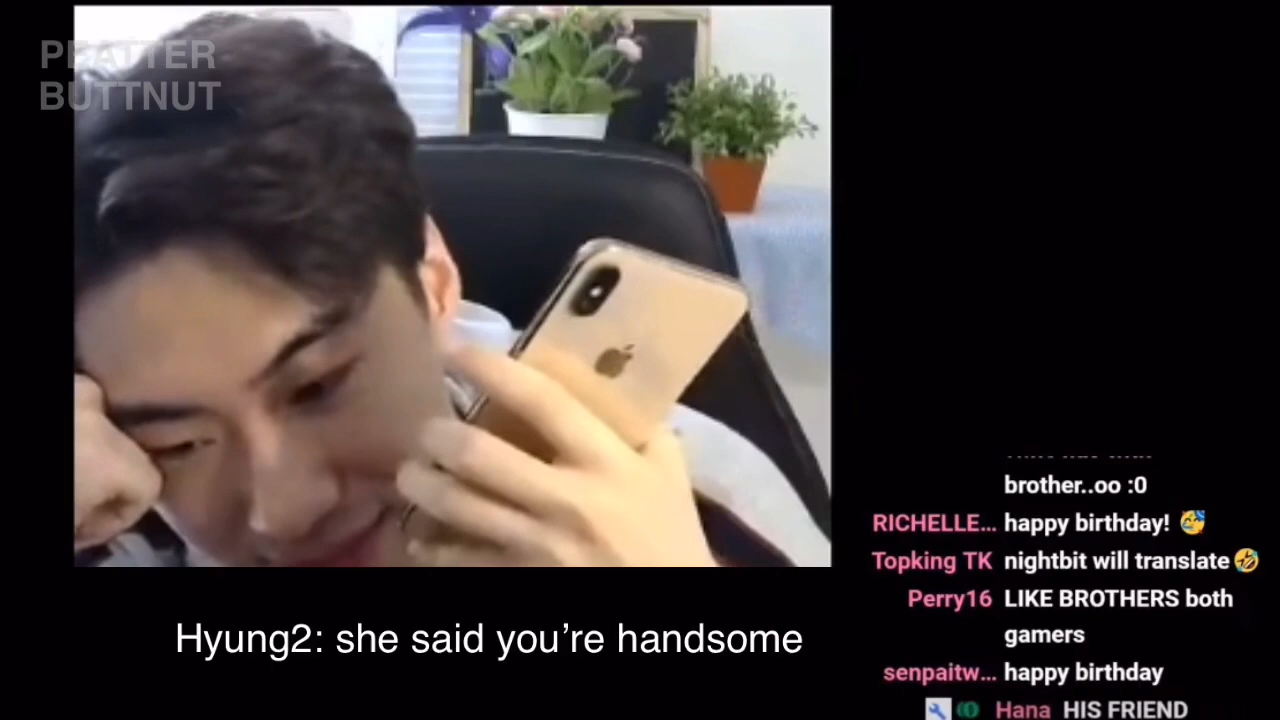 PLATTER
BUTTNUT
brother..oo :0
RICHELLE… happy birthday! 🥳
Topking TK nightbit will translate🤣
Perry16 LIKE BROTHERS both
gamers
senpaitw… happy birthday
Hana HIS FRIEND
Hyung2: she said you’re handsome